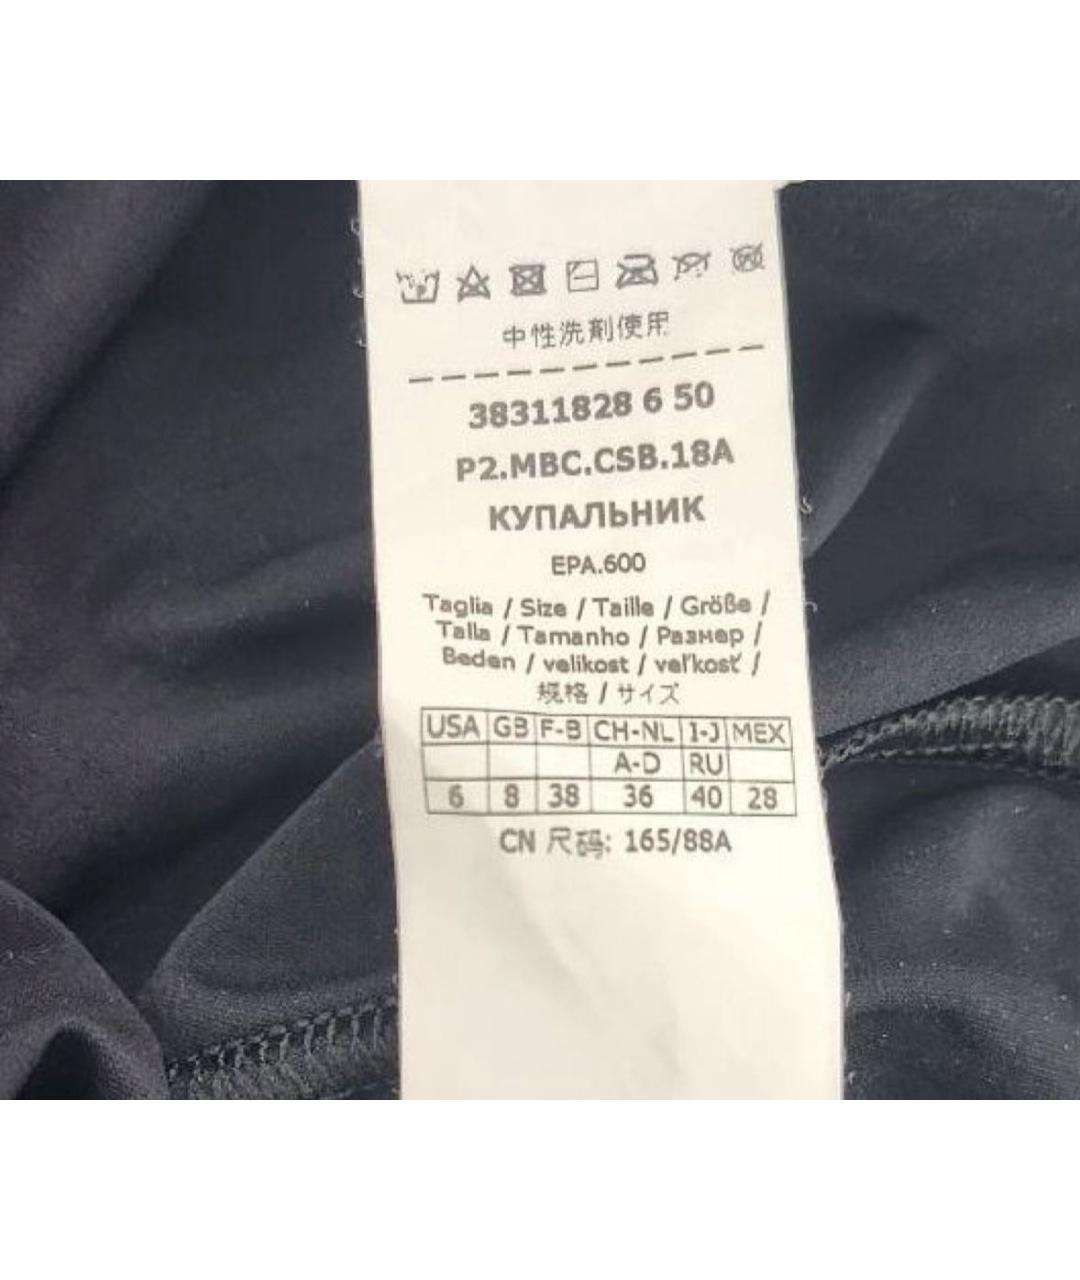 中性洗剤使用
38311828 6 50
P2.MBC.CSB.18A
КУПАЛЬНИК
EPA.600
Taglia / Size / Taille / Größe /
Talla / Tamanho / Размер /
Beden / velikost / veľkosť /
规格 / サイズ
USA GB F-B CH-NL I-J MEX
A-D RU
6 8 38 36 40 28
CN 尺码: 165/88A